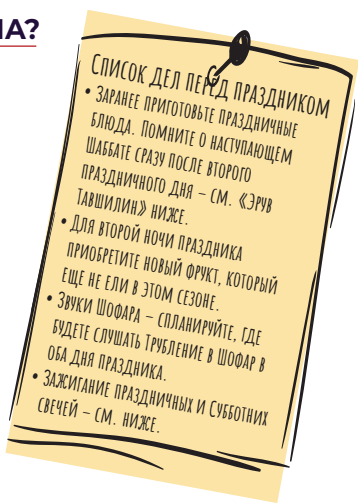 НА?
Список дел перед праздником
• Заранее приготовьте праздничные
блюда. Помните о наступающем
Шаббате сразу после второго
праздничного дня – см. «Эрув
Тавшилин» ниже.
• Для второй ночи праздника
приобретите новый фрукт, который
еще не ели в этом сезоне.
• Звуки Шофара – спланируйте, где
будете слушать Трубление в Шофар в
оба дня праздника.
• Зажигание праздничных и Субботних
свечей – см. ниже.